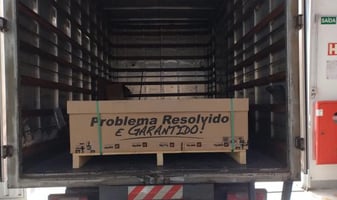 SAÍDA
H
Problema Resolvido
E GARANTIDO!